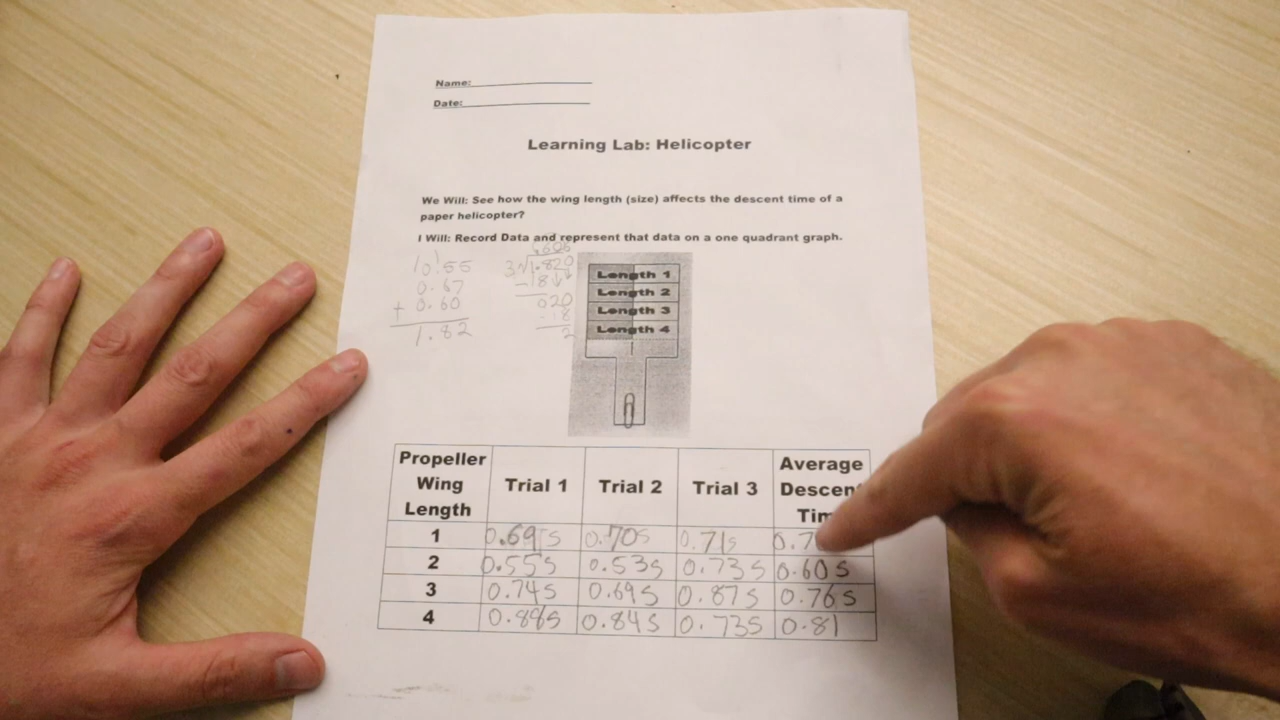 Name:
Date:
Learning Lab: Helicopter
We Will: See how the wing length (size) affects the descent time of a
paper helicopter?
I Will: Record Data and represent that data on a one quadrant graph.
0.55
0.67
+ 0.60
1.82
3 1.820
- 18
020
- 18
2
Length 1
Length 2
Length 3
Length 4
Propeller Wing Length Trial 1 Trial 2 Trial 3 Average Descent
1 0.69s 0.70s 0.71s
2 0.55s 0.53s 0.73s 0.60s
3 0.74s 0.69s 0.87s 0.76s
4 0.84s 0.73s 0.81